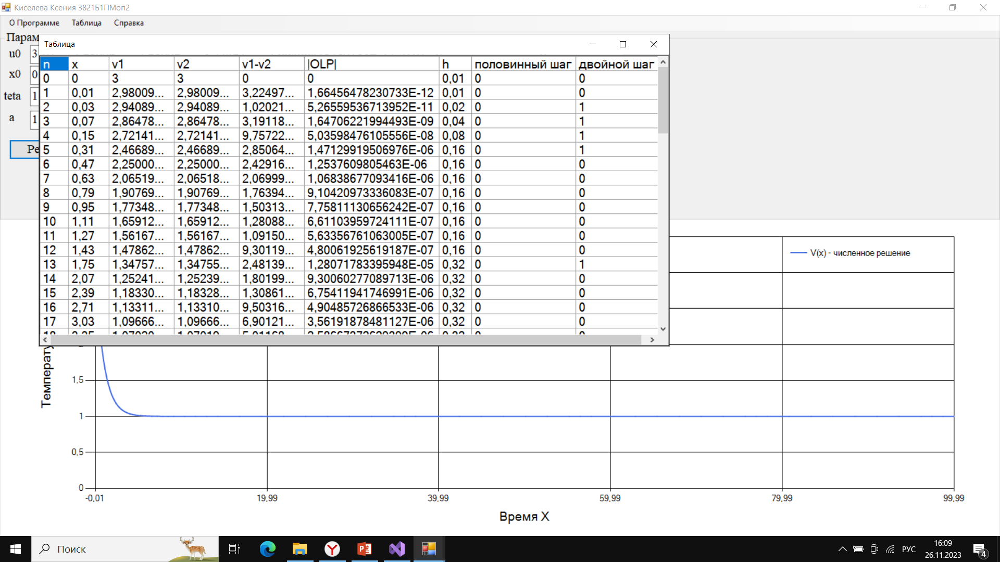 Киселева Ксения 3821Б1ПМоп2
О Программе Таблица Справка
Таблица
u0 3
x0 0
teta 1
a 1
n x v1 v2 v1-v2 |OLP| h половинный шаг двойной шаг
0 0 3 3 0 0 0,01 0 0
1 0,01 2,98009... 2,98009... 3,22497... 1,66456478230733E-12 0,01 0 0
2 0,03 2,94089... 2,94089... 1,02021... 5,26559536713952E-11 0,02 0 1
3 0,07 2,86478... 2,86478... 3,19118... 1,64706221994493E-09 0,04 0 1
4 0,15 2,72141... 2,72141... 9,75722... 5,03598476105556E-08 0,08 0 1
5 0,31 2,46689... 2,46689... 2,85064... 1,47129919506976E-06 0,16 0 1
6 0,47 2,25000... 2,25000... 2,42916... 1,2537609805463E-06 0,16 0 0
7 0,63 2,06519... 2,06518... 2,06999... 1,06838677093416E-06 0,16 0 0
8 0,79 1,90769... 1,90769... 1,76394... 9,10420973336083E-07 0,16 0 0
9 0,95 1,77348... 1,77348... 1,50313... 7,75811130656242E-07 0,16 0 0
10 1,11 1,65912... 1,65912... 1,28088... 6,61103959724111E-07 0,16 0 0
11 1,27 1,56167... 1,56167... 1,09150... 5,63356761063005E-07 0,16 0 0
12 1,43 1,47862... 1,47862... 9,30119... 4,80061925619187E-07 0,16 0 0
13 1,75 1,34757... 1,34755... 2,48139... 1,28071783395948E-05 0,32 0 1
14 2,07 1,25241... 1,25239... 1,80199... 9,30060277089713E-06 0,32 0 0
15 2,39 1,18330... 1,18328... 1,30861... 6,75411941746991E-06 0,32 0 0
16 2,71 1,13311... 1,13310... 9,50316... 4,90485726866533E-06 0,32 0 0
17 3,03 1,09666... 1,09666... 6,90121... 3,56191878481127E-06 0,32 0 0
V(x) - численное решение
1,5
1
0,5
0
-0,01 19,99 39,99 59,99 79,99 99,99
Время X
Поиск
РУС
16:09
26.11.2023
4